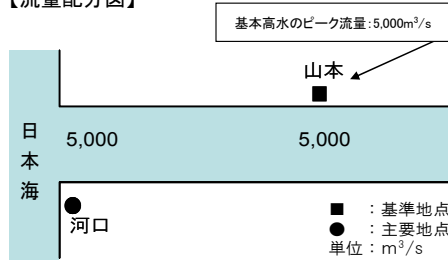 【流量配分図】
基本高水のピーク流量：5,000m³/s
山本
日本海
5,000
5,000
河口
■ ：基準地点
● ：主要地点
単位：m³/s